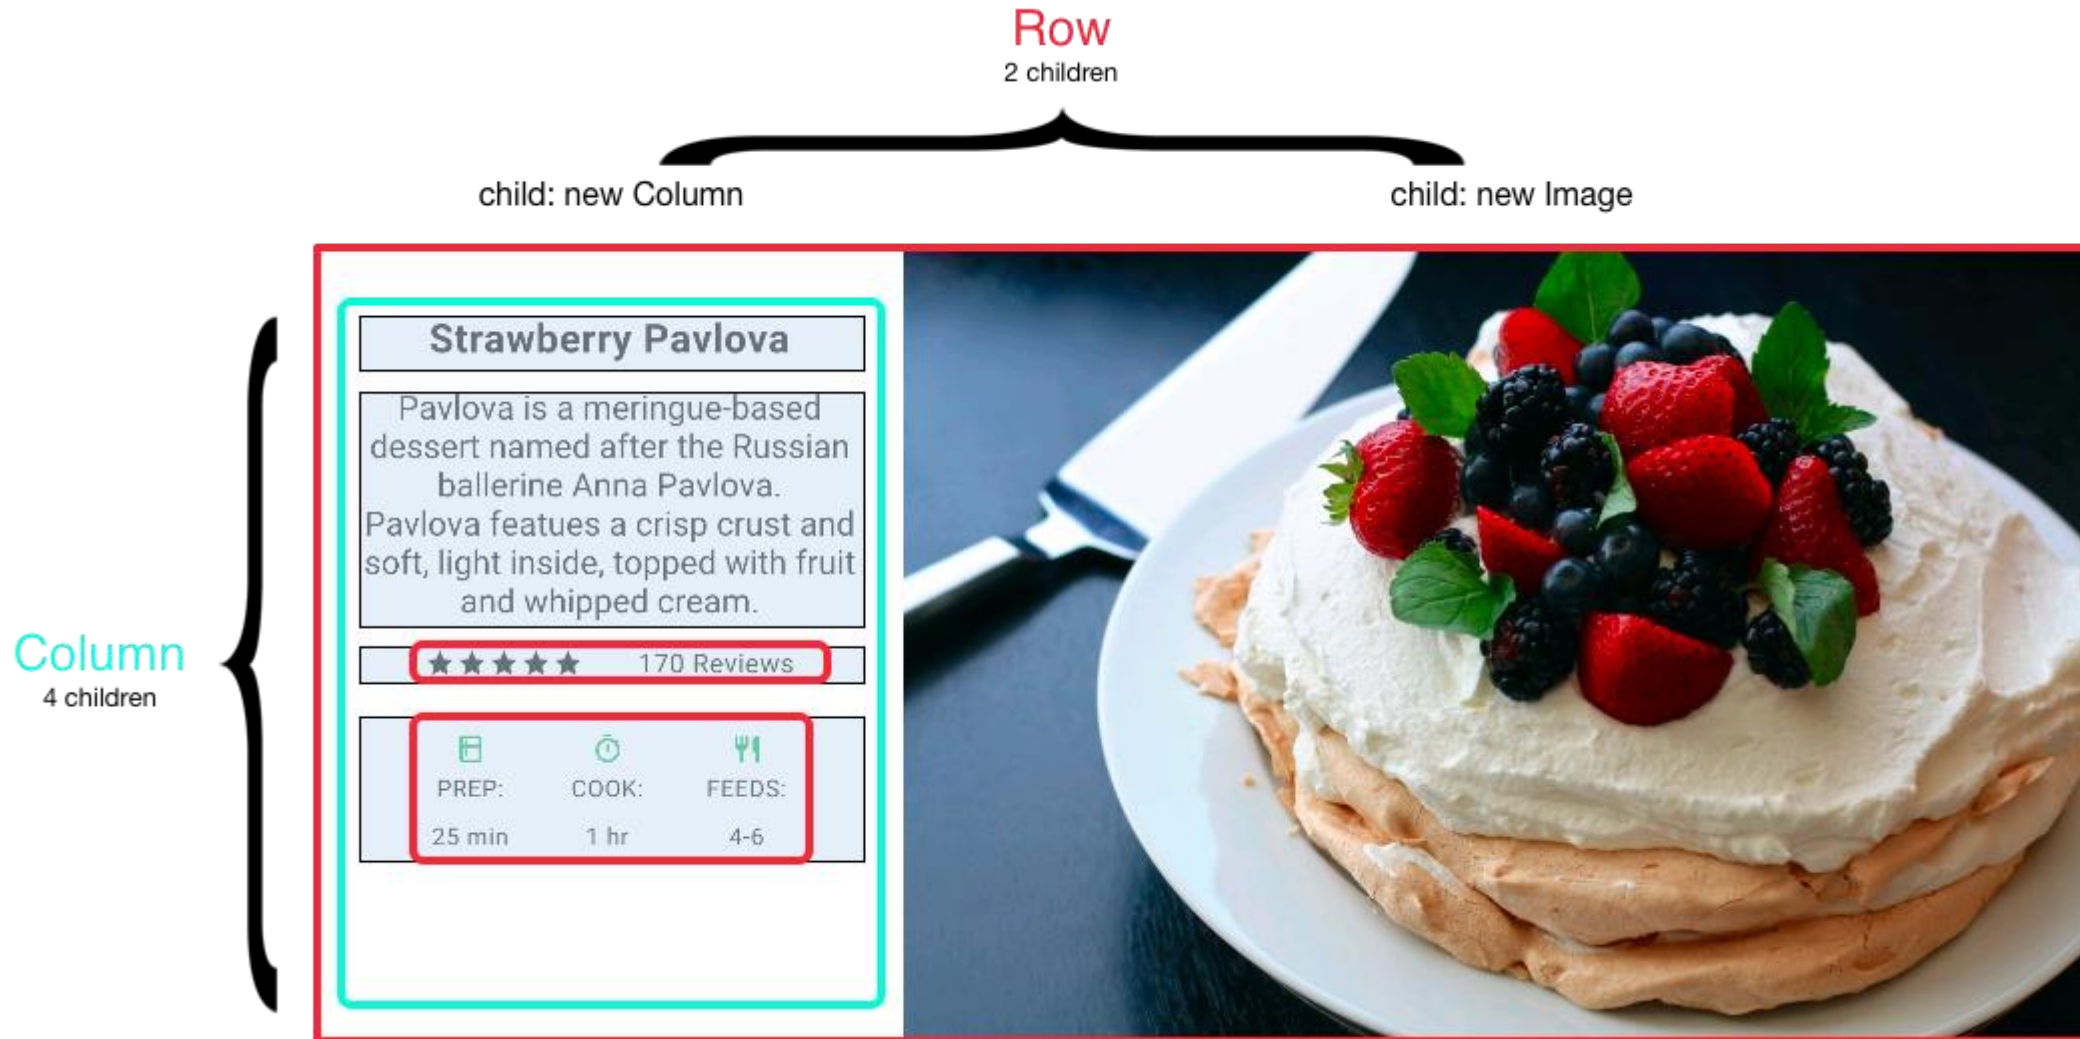 Row
2 children
child: new Column
child: new Image
Column
4 children
Strawberry Pavlova
Pavlova is a meringue-based
dessert named after the Russian
ballerine Anna Pavlova.
Pavlova featues a crisp crust and
soft, light inside, topped with fruit
and whipped cream.
170 Reviews
PREP: COOK: FEEDS:
25 min 1 hr 4-6